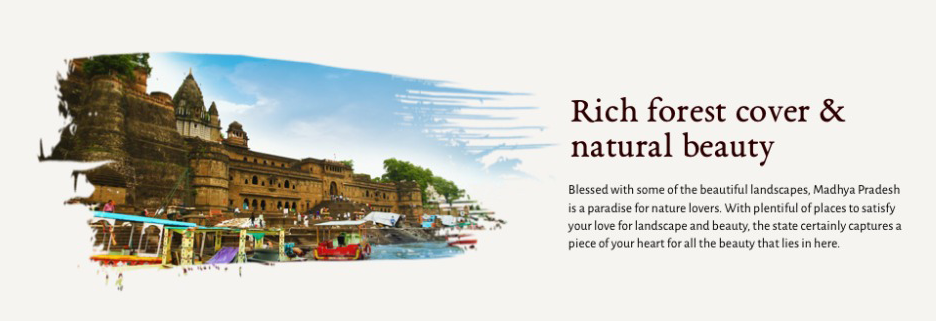 Rich forest cover &
natural beauty
Blessed with some of the beautiful landscapes, Madhya Pradesh
is a paradise for nature lovers. With plentiful of places to satisfy
your love for landscape and beauty, the state certainly captures a
piece of your heart for all the beauty that lies in here.